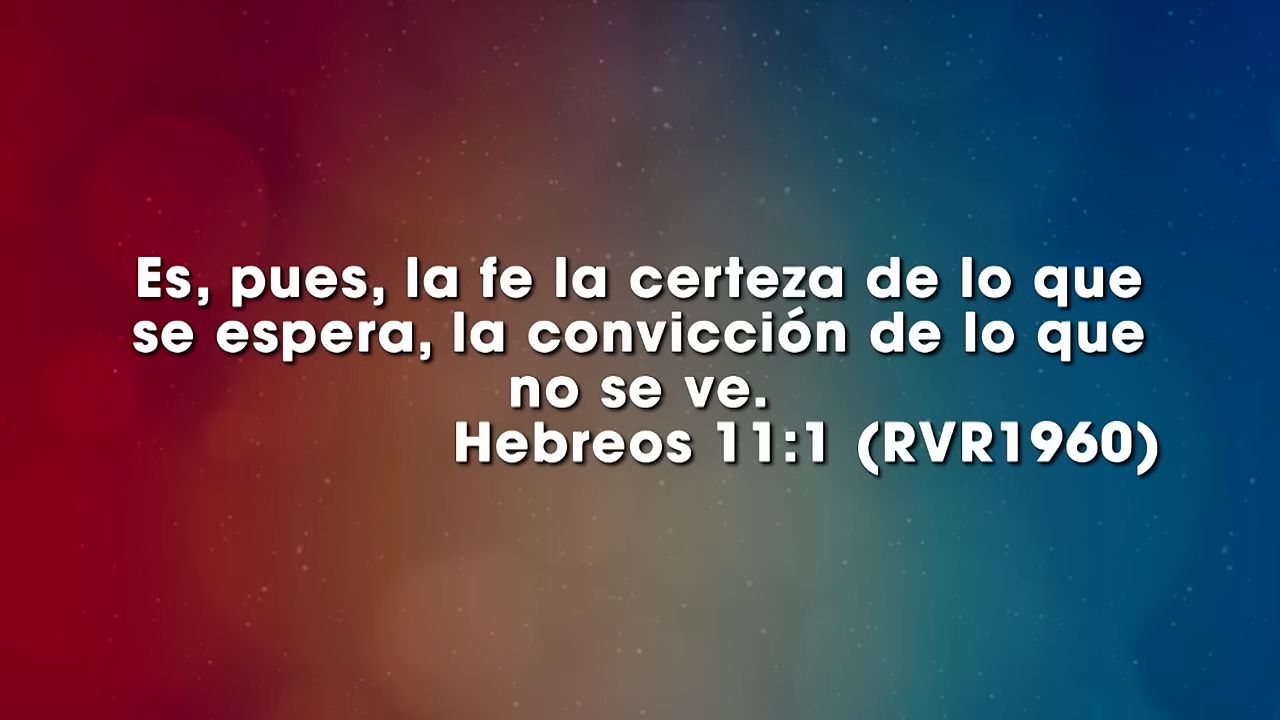 Es, pues, la fe la certeza de lo que
se espera, la convicción de lo que
no se ve.
Hebreos 11:1 (RVR1960)